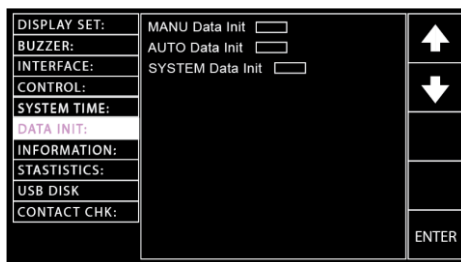 DISPLAY SET:
BUZZER:
INTERFACE:
CONTROL:
SYSTEM TIME:
DATA INIT:
INFORMATION:
STASTISTICS:
USB DISK
CONTACT CHK:
MANU Data Init
AUTO Data Init
SYSTEM Data Init
ENTER